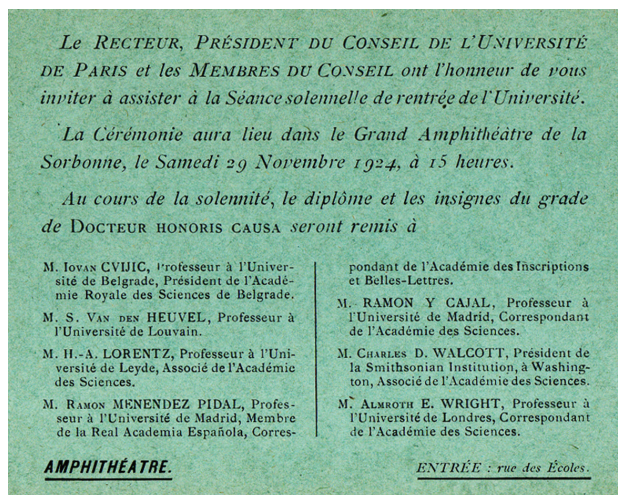 Le Recteur, Président du Conseil de l'Université
de Paris et les Membres du Conseil ont l'honneur de vous
inviter à assister à la Séance solennelle de rentrée de l'Université.
La Cérémonie aura lieu dans le Grand Amphithéâtre de la
Sorbonne, le Samedi 29 Novembre 1924, à 15 heures.
Au cours de la solennité, le diplôme et les insignes du grade
de Docteur honoris causa seront remis à
M. Iovan CVIJIC, Professeur à l'Univer-
sité de Belgrade, Président de l'Acadé-
mie Royale des Sciences de Belgrade.
M. S. Van den HEUVEL, Professeur à
l'Université de Louvain.
M. H.-A. LORENTZ, Professeur à l'Uni-
versité de Leyde, Associé de l'Académie
des Sciences.
M. Ramon MENENDEZ PIDAL, Profes-
seur à l'Université de Madrid, Membre
de la Real Academia Española, Corres-
pondant de l'Académie des Inscriptions
et Belles-Lettres.
M. RAMON Y CAJAL, Professeur à
l'Université de Madrid, Correspondant
de l'Académie des Sciences.
M. Charles D. WALCOTT, Président de
la Smithsonian Institution, à Washing-
ton, Associé de l'Académie des Sciences.
M. Almroth E. WRIGHT, Professeur à
l'Université de Londres, Correspondant
de l'Académie des Sciences.
AMPHITHÉATRE.
ENTRÉE : rue des Écoles.